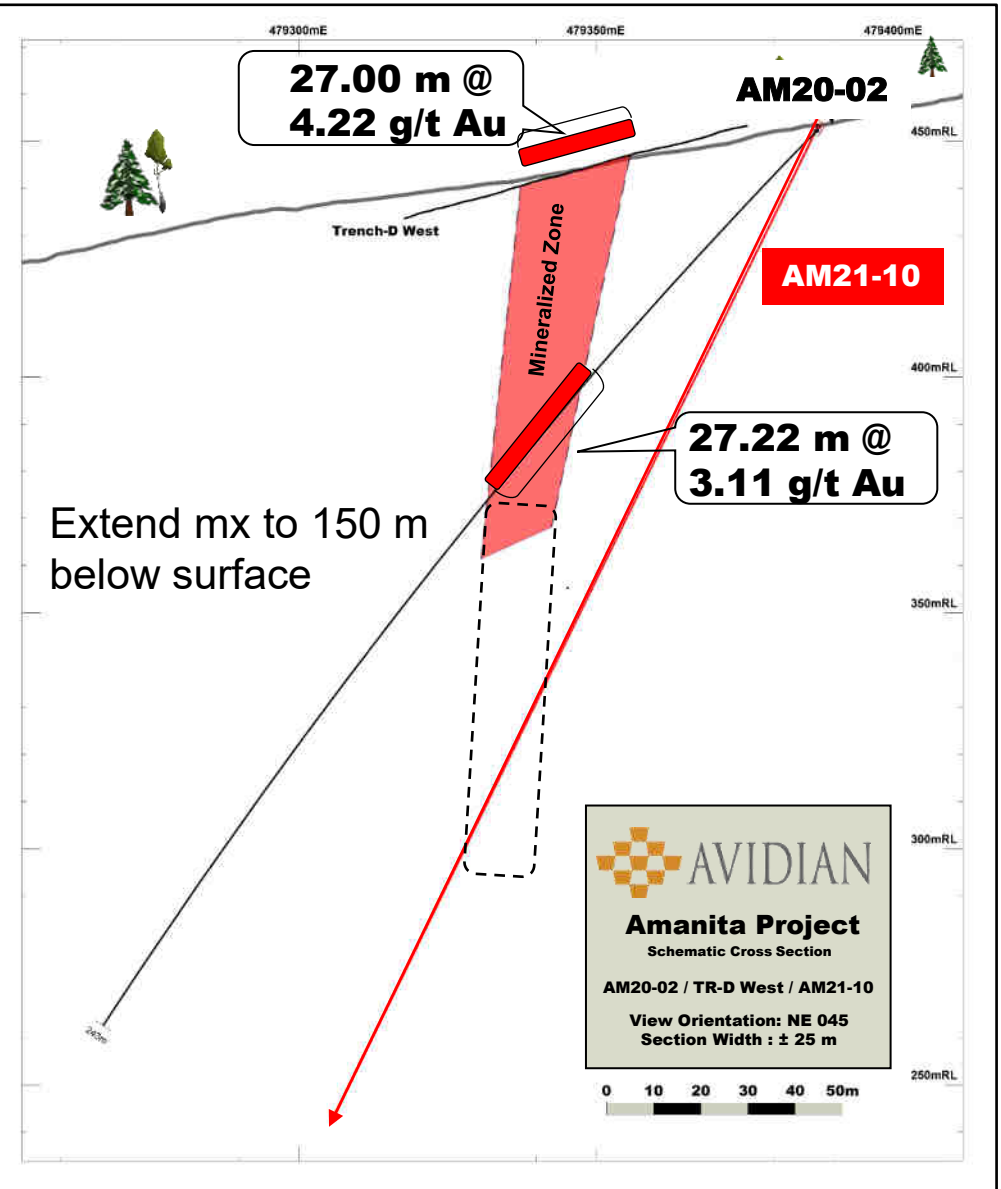 479300mE
479350mE
479400mE
27.00 m @
4.22 g/t Au
AM20-02
450mRL
Trench-D West
Mineralized Zone
AM21-10
400mRL
27.22 m @
3.11 g/t Au
Extend mx to 150 m
below surface
350mRL
300mRL
AVIDIAN
Amanita Project
Schematic Cross Section
AM20-02 / TR-D West / AM21-10
View Orientation: NE 045
Section Width : ± 25 m
250mRL
0 10 20 30 40 50m